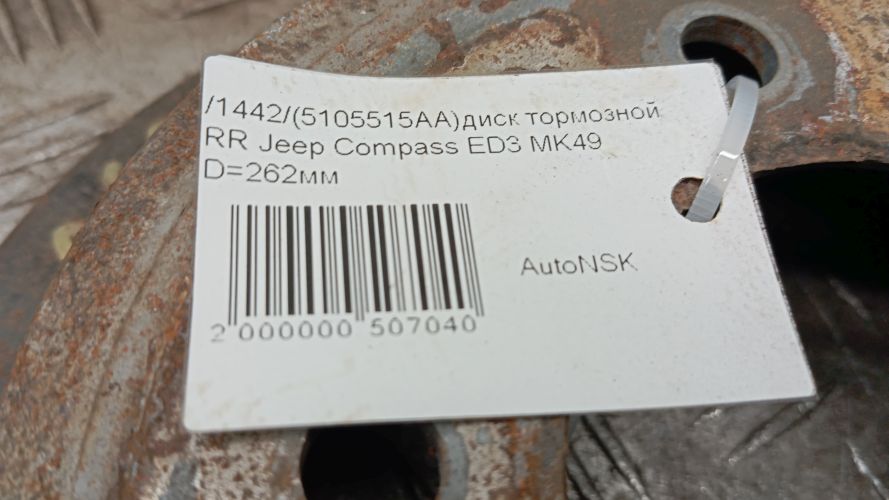 /1442/(5105515AA)диск тормозной
RR Jeep Compass ED3 MK49
D=262мм
AutoNSK
2 000000 507040